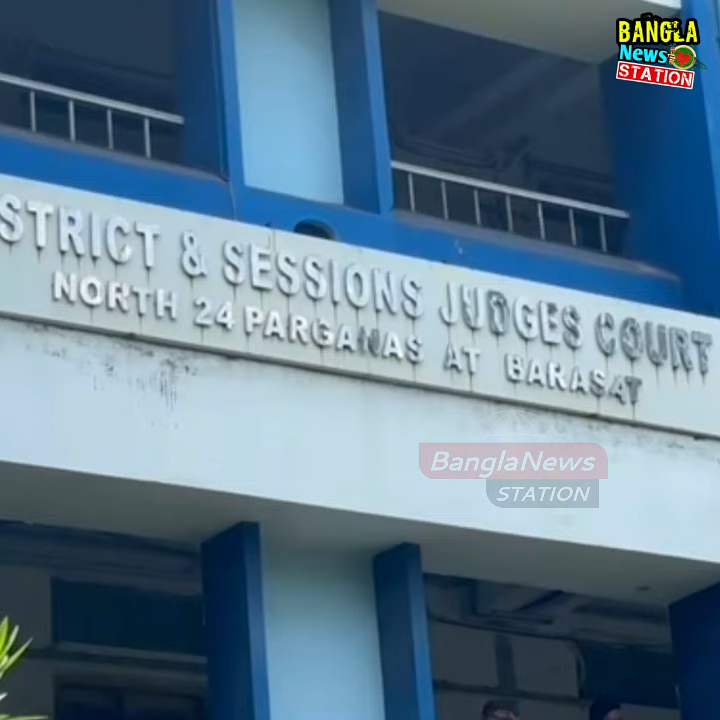 BANGLA
News
STATION
STRICT & SESSIONS JUDGES COURT
NORTH 24 PARGANAS AT BARASAT
BanglaNews
STATION